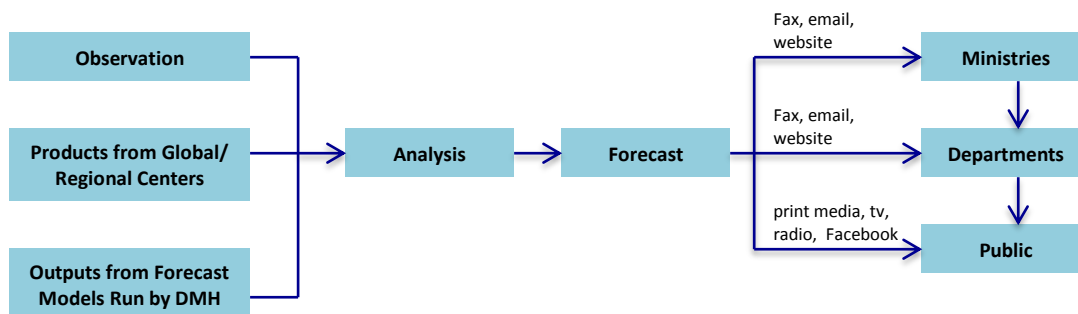 Observation
Products from Global/
Regional Centers
Outputs from Forecast
Models Run by DMH
Analysis
Forecast
Fax, email,
website
Fax, email,
website
print media, tv,
radio,  Facebook
Ministries
Departments
Public